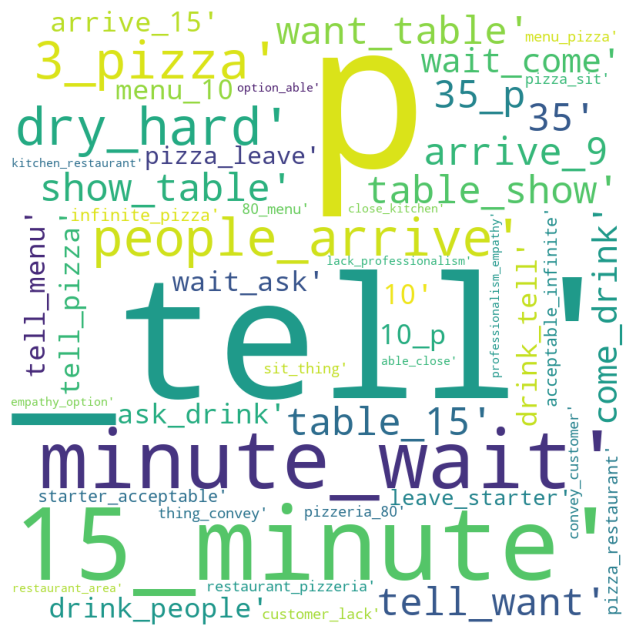 arrive_15'
want_table'
menu_pizza'
3_pizza'
p
wait_come'
menu_10
option_able'
pizza_sit'
35_p
35'
dry_hard'
kitchen_restaurant'
pizza_leave'
arrive_9
show_table'
table_show'
infinite_pizza'
80_menu'
close_kitchen'
people_arrive'
tell_menu'
tell_pizza'
lack_professionalism'
professionalism_empathy'
drink_tell'
acceptable_infinite'
come_drink'
wait_ask'
10'
_tell'
10_p
able_close'
sit_thing'
empathy_option'
ask_drink'
table_15'
minute_wait'
starter_acceptable'
leave_starter'
thing_convey'
pizzeria_80'
convey_customer'
pizza_restaurant'
15_minute'
restaurant_area'
restaurant_pizzeria'
tell_want'
drink_people'
customer_lack'